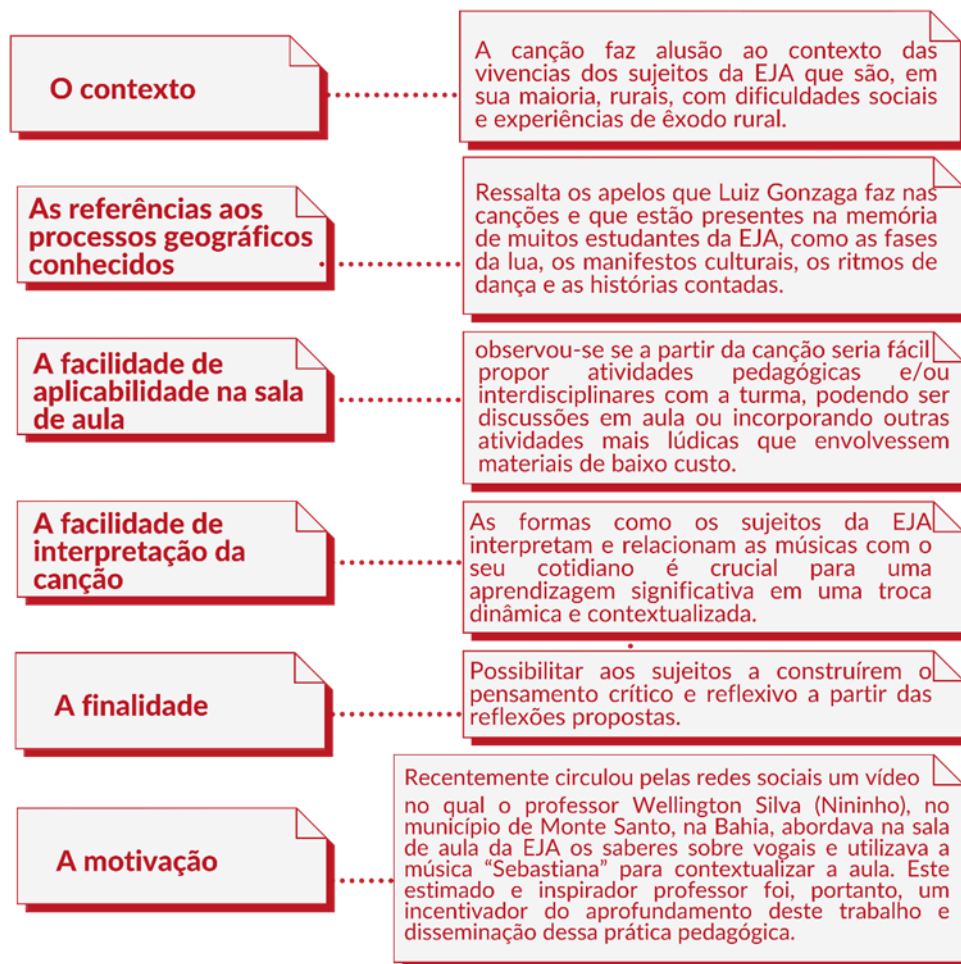 O contexto
A canção faz alusão ao contexto das
vivencias dos sujeitos da EJA que são, em
sua maioria, rurais, com dificuldades sociais
e experiências de êxodo rural.
As referências aos
processos geográficos
conhecidos
Ressalta os apelos que Luiz Gonzaga faz nas
canções e que estão presentes na memória
de muitos estudantes da EJA, como as fases
da lua, os manifestos culturais, os ritmos de
dança e as histórias contadas.
A facilidade de
aplicabilidade na sala
de aula
observou-se se a partir da canção seria fácil
propor atividades pedagógicas e/ou
interdisciplinares com a turma, podendo ser
discussões em aula ou incorporando outras
atividades mais lúdicas que envolvessem
materiais de baixo custo.
A facilidade de
interpretação da
canção
As formas como os sujeitos da EJA
interpretam e relacionam as músicas com o
seu cotidiano é crucial para uma
aprendizagem significativa em uma troca
dinâmica e contextualizada.
A finalidade
Possibilitar aos sujeitos a construírem o
pensamento crítico e reflexivo a partir das
reflexões propostas.
A motivação
Recentemente circulou pelas redes sociais um vídeo
no qual o professor Wellington Silva (Nininho), no
município de Monte Santo, na Bahia, abordava na sala
de aula da EJA os saberes sobre vogais e utilizava a
música “Sebastiana” para contextualizar a aula. Este
estimado e inspirador professor foi, portanto, um
incentivador do aprofundamento deste trabalho e
disseminação dessa prática pedagógica.